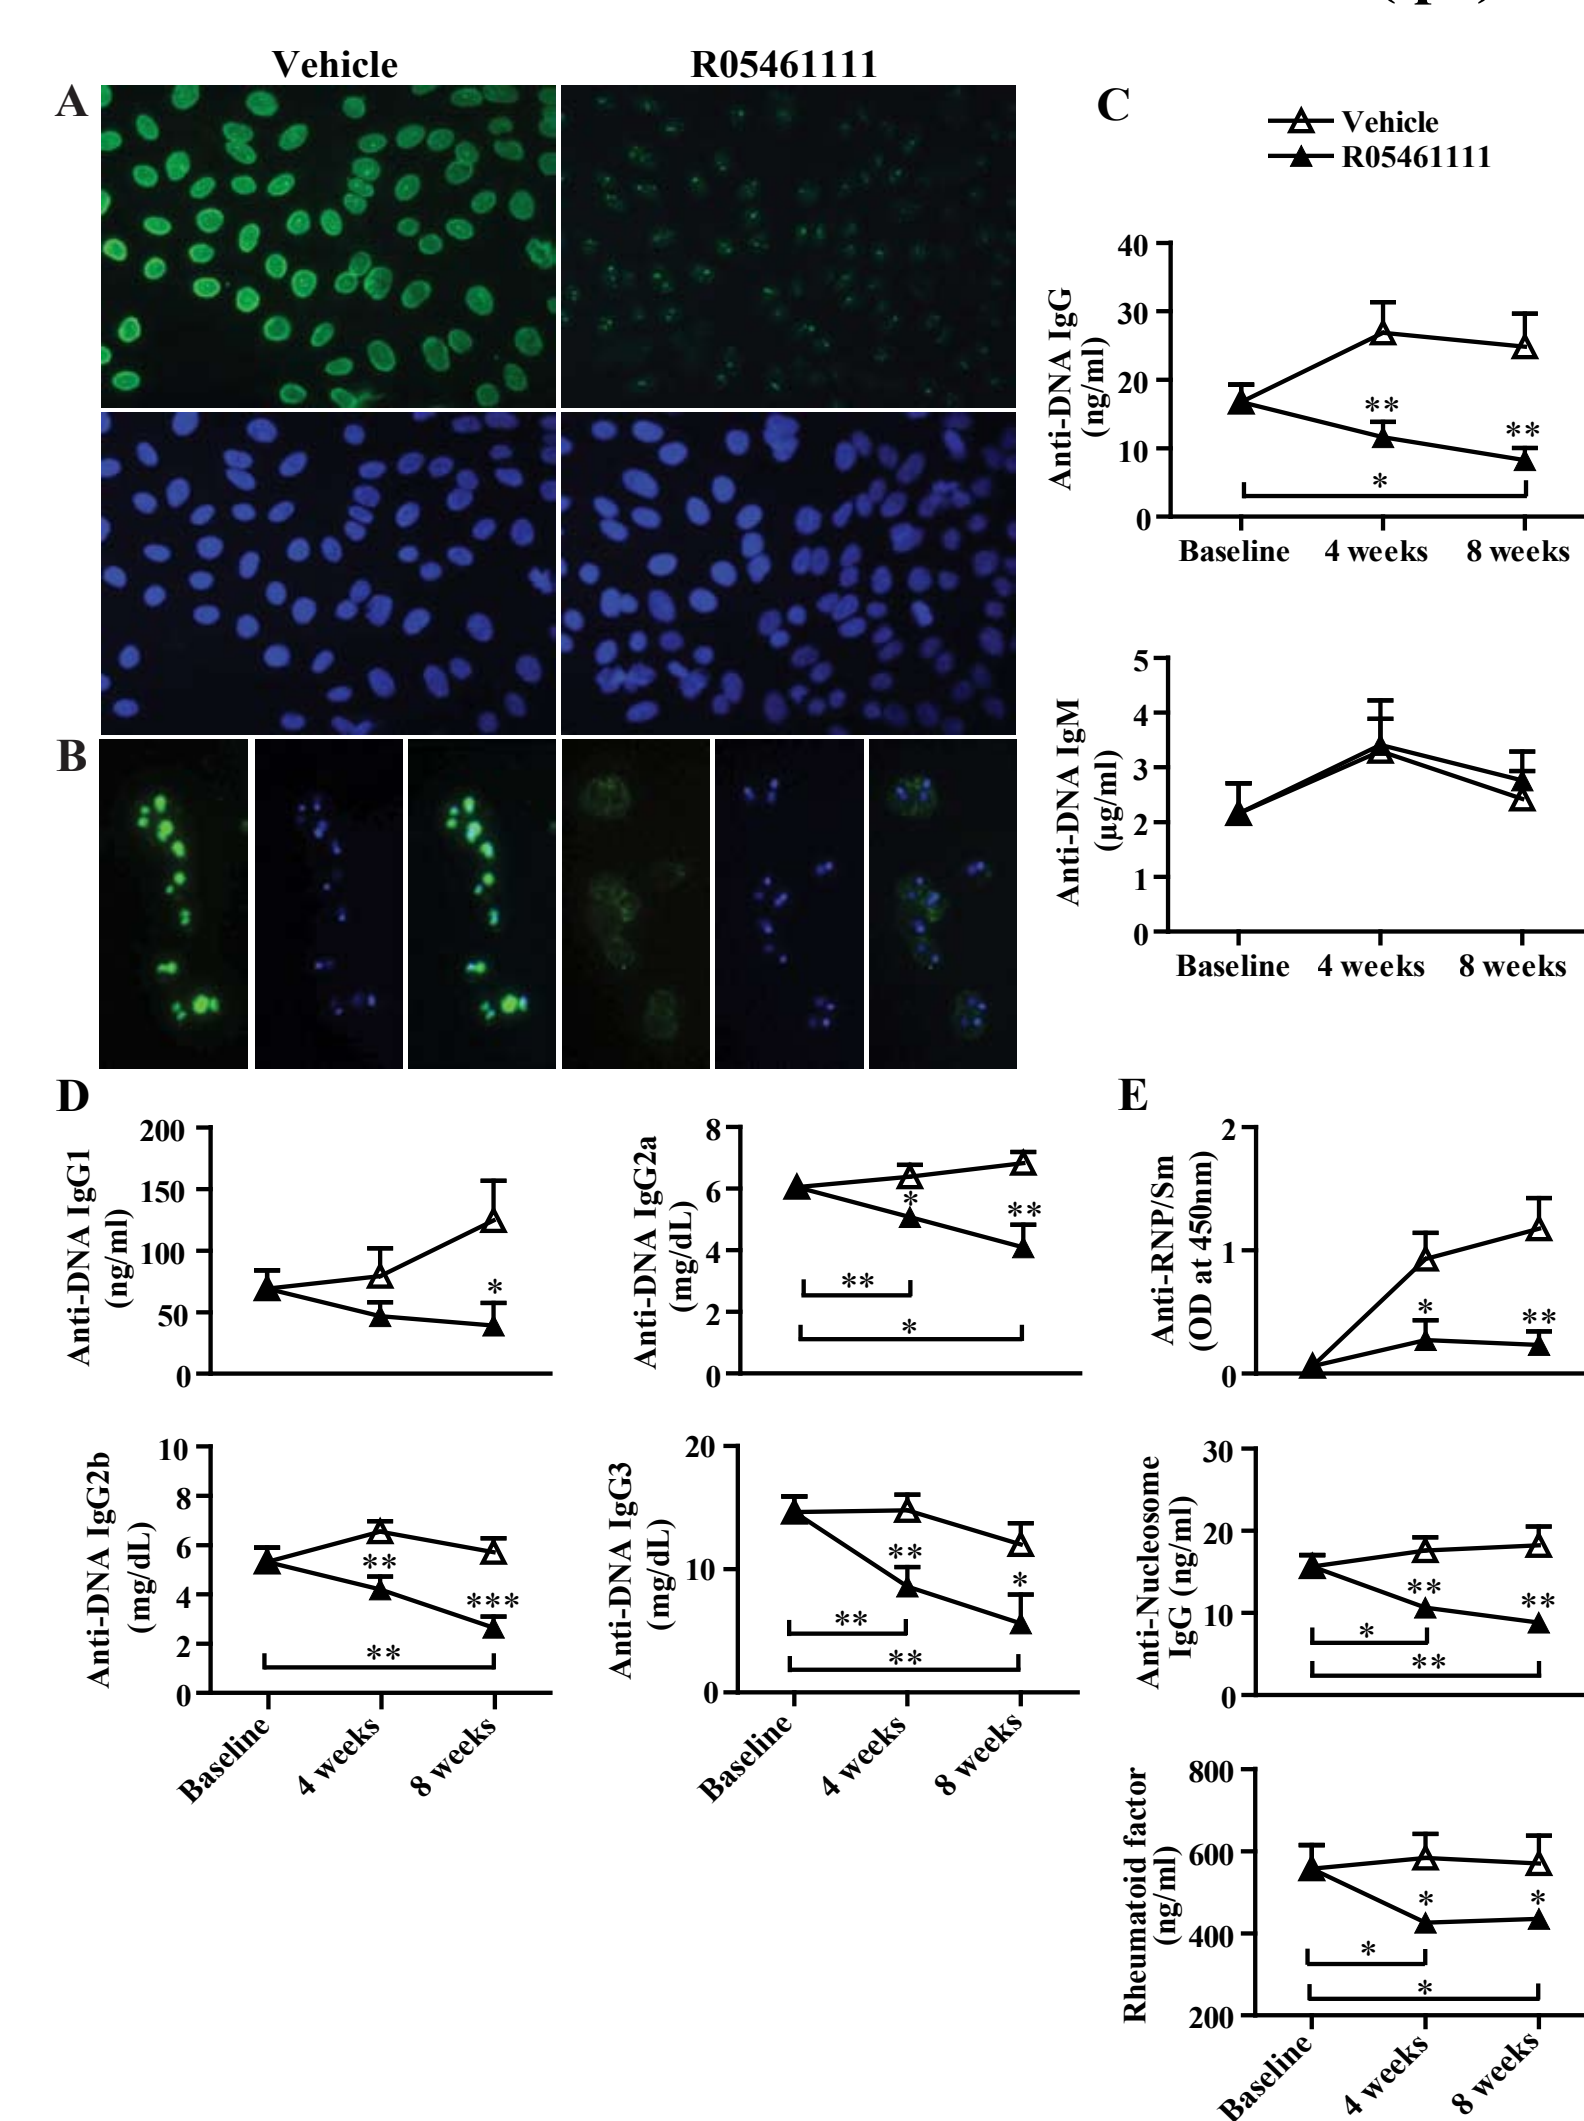 Vehicle
R05461111
A
B
C
Vehicle
R05461111
Anti-DNA IgG
(ng/ml)
40
30
20
10
0
**
**
*
Baseline 4 weeks 8 weeks
Anti-DNA IgM
(µg/ml)
5
4
3
2
1
0
Baseline 4 weeks 8 weeks
D
Anti-DNA IgG1
(ng/ml)
200
150
100
50
0
*
Anti-DNA IgG2a
(mg/dL)
8
6
4
2
0
*
**
**
*
Anti-DNA IgG2b
(mg/dL)
10
8
6
4
2
0
**
***
**
Baseline 4 weeks 8 weeks
Anti-DNA IgG3
(mg/dL)
20
10
0
**
*
**
**
Baseline 4 weeks 8 weeks
E
Anti-RNP/Sm
(OD at 450nm)
2
1
0
*
**
Anti-Nucleosome
IgG (ng/ml)
30
20
10
0
**
**
*
**
Rheumatoid factor
(ng/ml)
800
600
400
200
*
*
*
*
Baseline 4 weeks 8 weeks